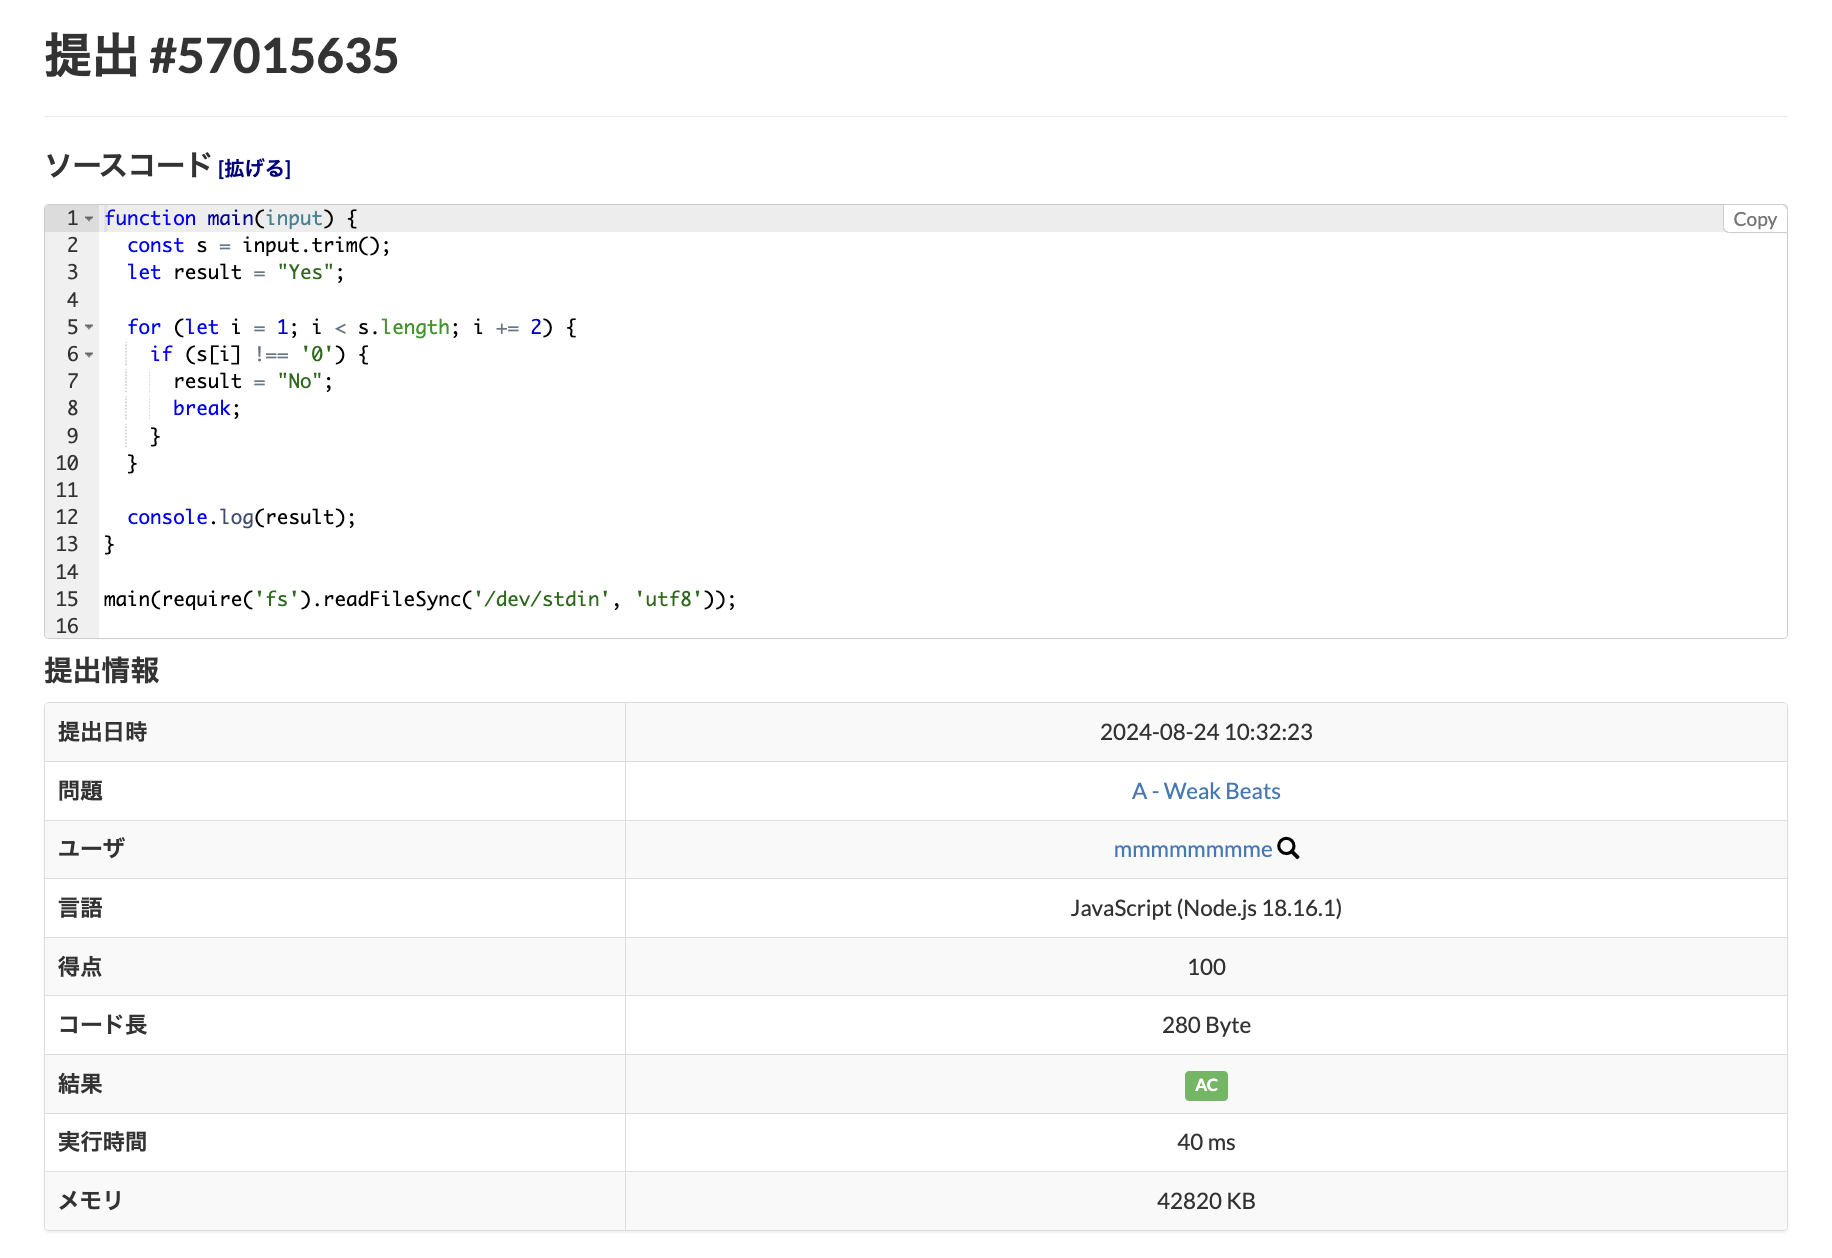 提出 #57015635
ソースコード [拡げる]
Copy
1 function main(input) {
2   const s = input.trim();
3   let result = "Yes";
4
5   for (let i = 1; i < s.length; i += 2) {
6     if (s[i] !== '0') {
7       result = "No";
8       break;
9     }
10   }
11
12   console.log(result);
13 }
14
15 main(require('fs').readFileSync('/dev/stdin', 'utf8'));
16
提出情報
提出日時 2024-08-24 10:32:23
問題 A - Weak Beats
ユーザ mmmmmmmme
言語 JavaScript (Node.js 18.16.1)
得点 100
コード長 280 Byte
結果 AC
実行時間 40 ms
メモリ 42820 KB